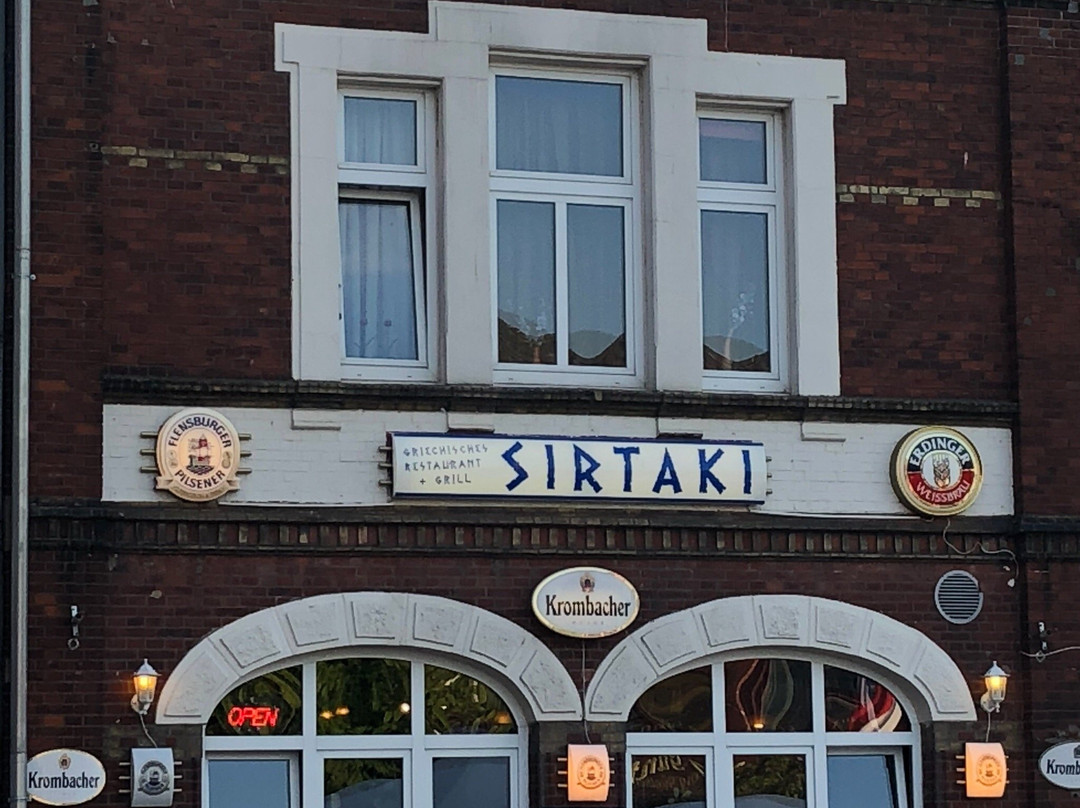 FLENSBURGER
PILSENER
GRIECHISCHES
RESTAURANT
+ GRILL
SIRTAKI
ERDINGER
WEISSBRÄU
Krombacher
OPEN
Krombacher